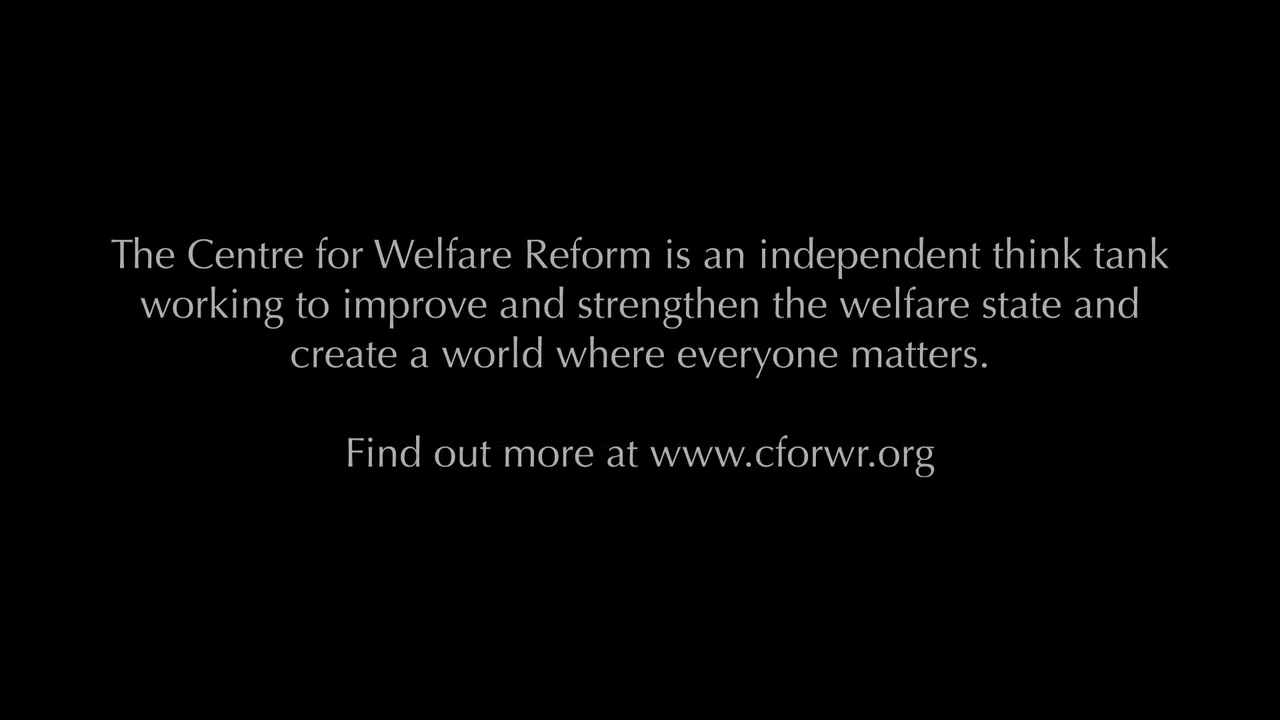 The Centre for Welfare Reform is an independent think tank
working to improve and strengthen the welfare state and
create a world where everyone matters.
Find out more at www.cforwr.org